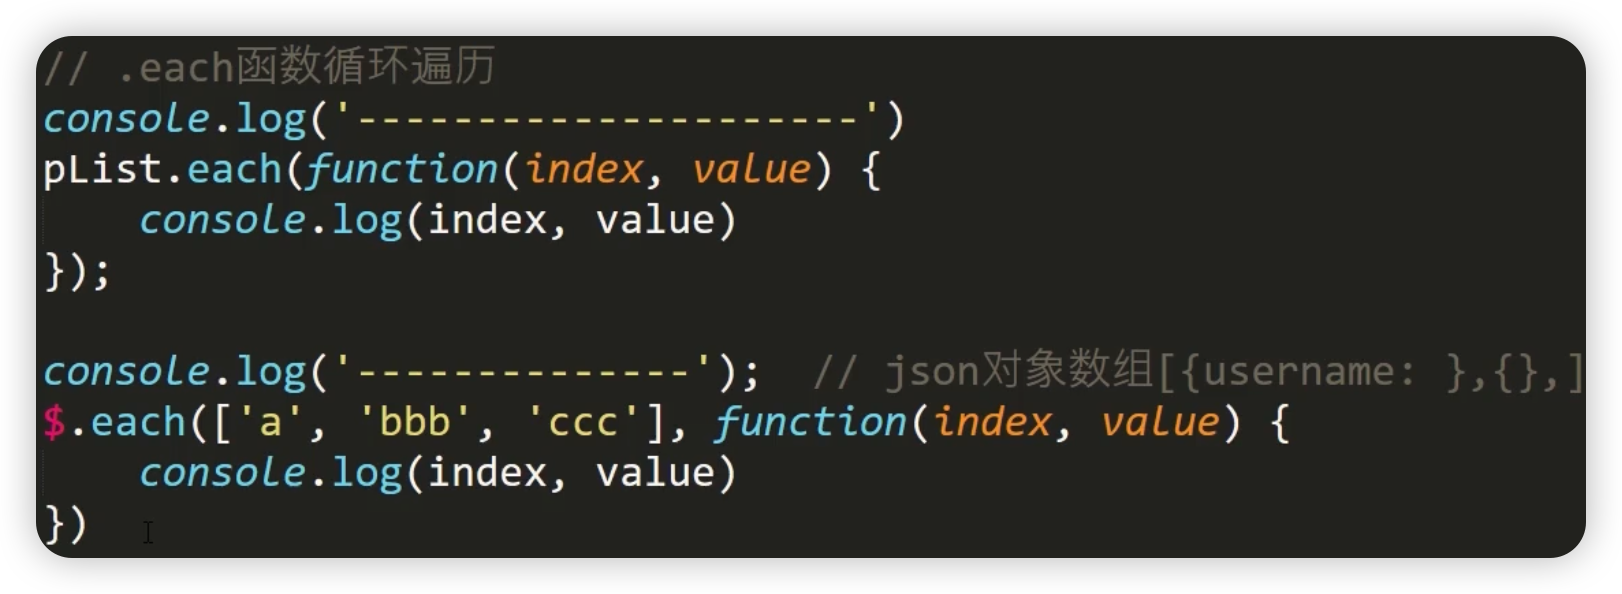 // .each函数循环遍历
console.log('---------------------')
pList.each(function(index, value) {
    console.log(index, value)
});
console.log('--------------');  // json对象数组[{username: },{},]
$.each(['a', 'bbb', 'ccc'], function(index, value) {
    console.log(index, value)
})